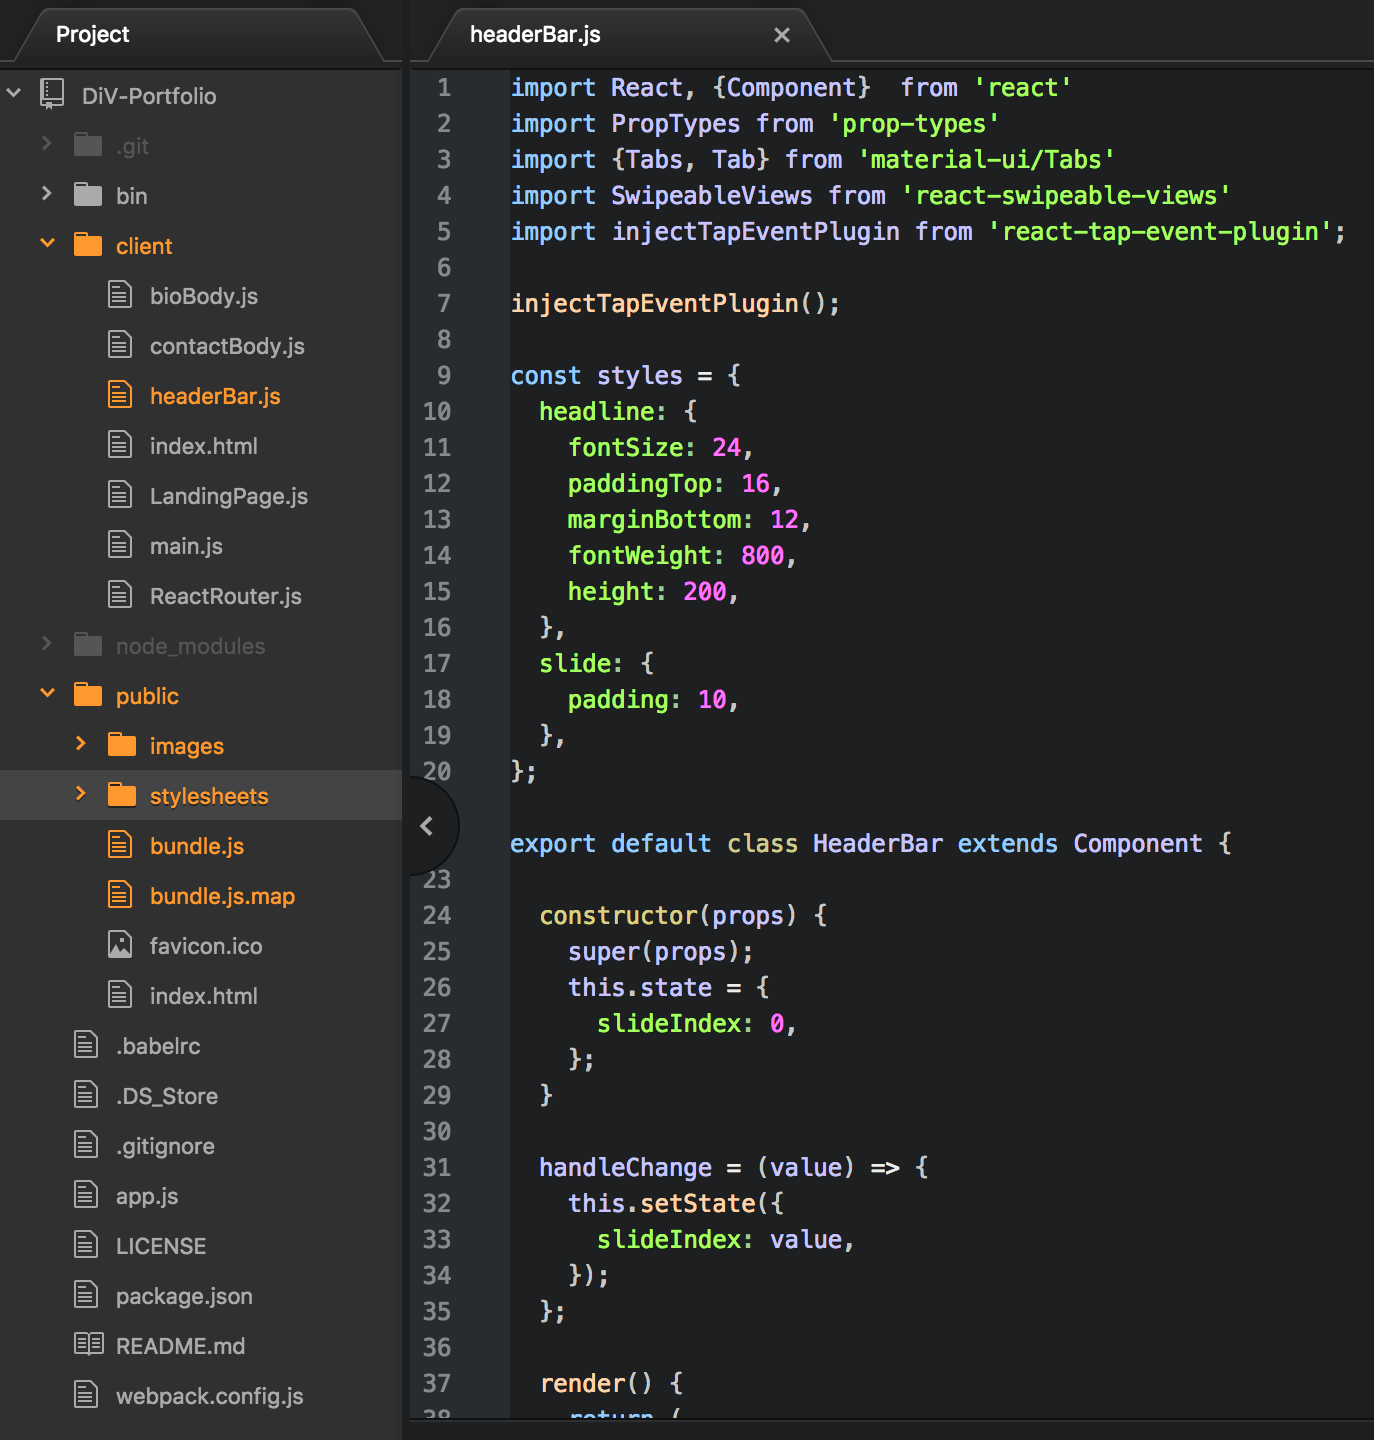 Project
DiV-Portfolio
.git
bin
client
bioBody.js
contactBody.js
headerBar.js
index.html
LandingPage.js
main.js
ReactRouter.js
node_modules
public
images
stylesheets
bundle.js
bundle.js.map
favicon.ico
index.html
.babelrc
.DS_Store
.gitignore
app.js
LICENSE
package.json
README.md
webpack.config.js
headerBar.js
1 import React, {Component}  from 'react'
2 import PropTypes from 'prop-types'
3 import {Tabs, Tab} from 'material-ui/Tabs'
4 import SwipeableViews from 'react-swipeable-views'
5 import injectTapEventPlugin from 'react-tap-event-plugin';
6
7 injectTapEventPlugin();
8
9 const styles = {
10   headline: {
11     fontSize: 24,
12     paddingTop: 16,
13     marginBottom: 12,
14     fontWeight: 800,
15     height: 200,
16   },
17   slide: {
18     padding: 10,
19   },
20 };
export default class HeaderBar extends Component {
23
24   constructor(props) {
25     super(props);
26     this.state = {
27       slideIndex: 0,
28     };
29   }
30
31   handleChange = (value) => {
32     this.setState({
33       slideIndex: value,
34     });
35   };
36
37   render() {
38     return (